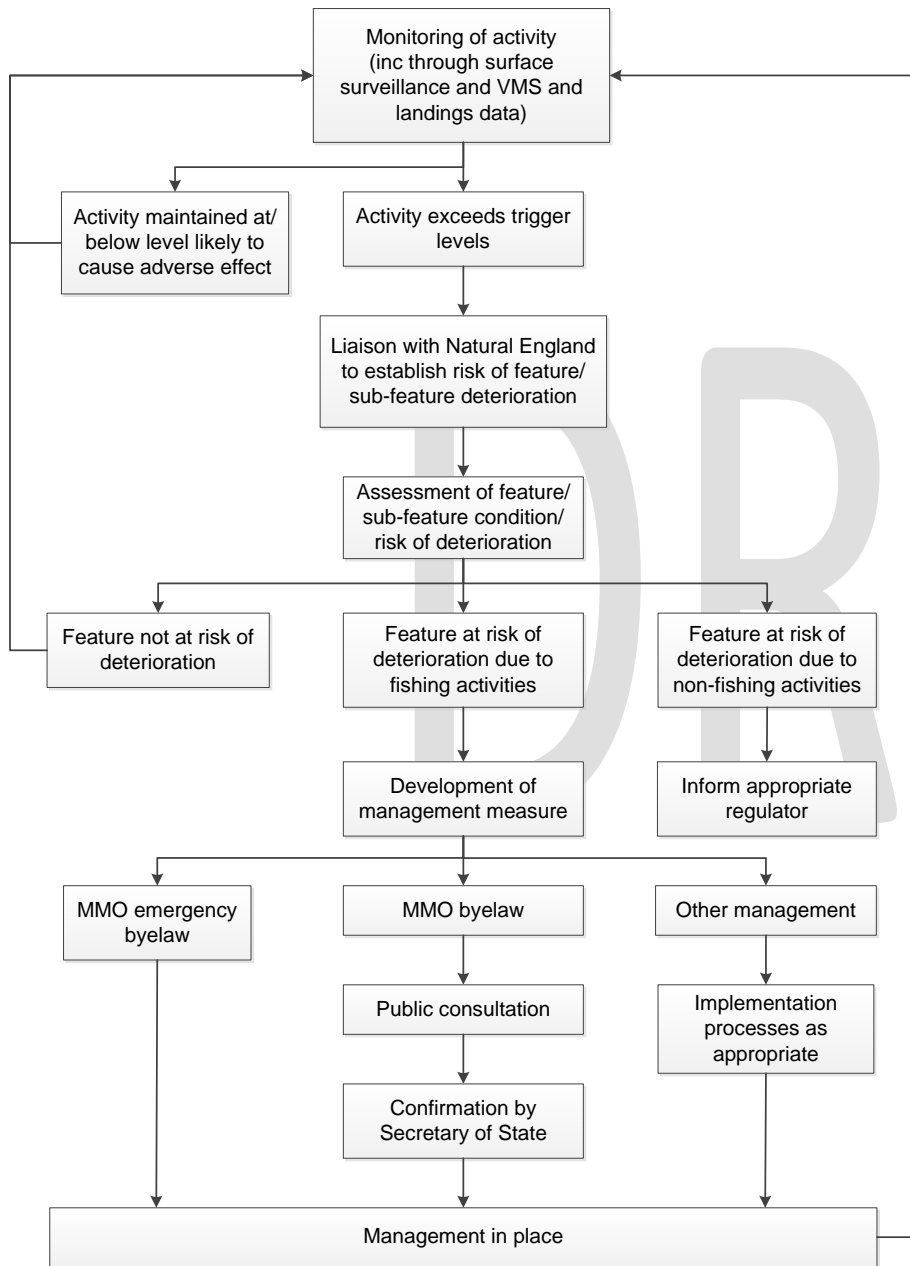 Monitoring of activity
(inc through surface
surveillance and VMS and
landings data)
Activity maintained at/
below level likely to
cause adverse effect
Activity exceeds trigger
levels
Liaison with Natural England
to establish risk of feature/
sub-feature deterioration
Assessment of feature/
sub-feature condition/
risk of deterioration
Feature not at risk of
deterioration
Feature at risk of
deterioration due to
fishing activities
Feature at risk of
deterioration due to
non-fishing activities
Development of
management measure
Inform appropriate
regulator
MMO emergency
byelaw
MMO byelaw
Other management
Public consultation
Implementation
processes as
appropriate
Confirmation by
Secretary of State
Management in place
DR